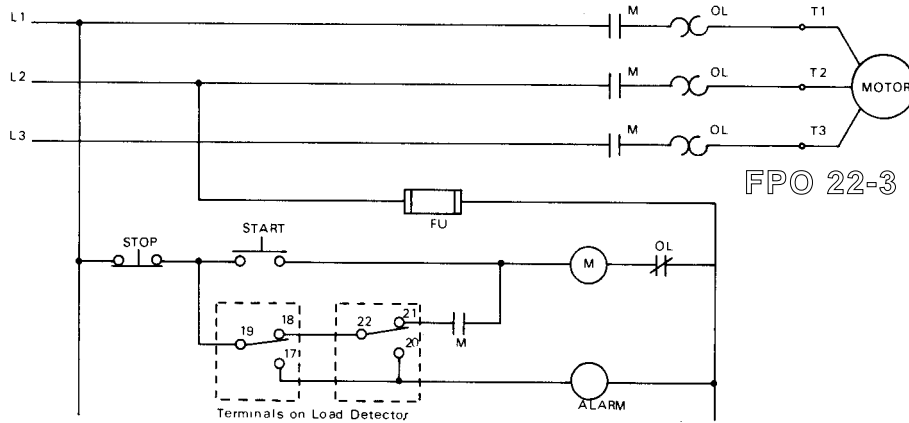 L1
M
OL
T1
L2
M
OL
T2
MOTOR
L3
M
OL
T3
FPO 22-3
FU
STOP
START
M
OL
19
18
17
22
21
20
M
ALARM
Terminals on Load Detector